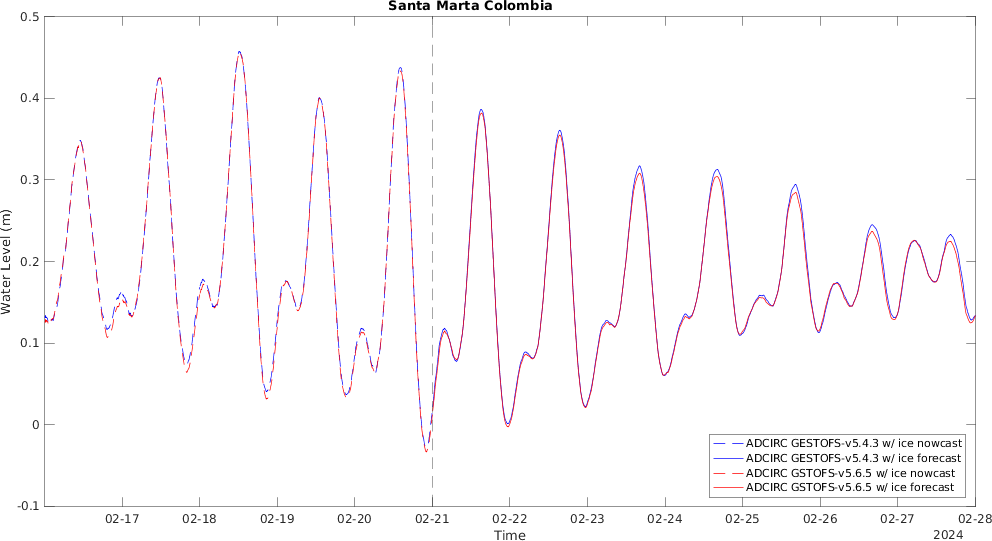 Santa Marta Colombia
0.5
0.4
0.3
0.2
0.1
0
-0.1
Water Level (m)
ADCIRC GESTOFS-v5.4.3 w/ ice nowcast
ADCIRC GESTOFS-v5.4.3 w/ ice forecast
ADCIRC GSTOFS-v5.6.5 w/ ice nowcast
ADCIRC GSTOFS-v5.6.5 w/ ice forecast
02-17 02-18 02-19 02-20 02-21 02-22 02-23 02-24 02-25 02-26 02-27 02-28
Time
2024